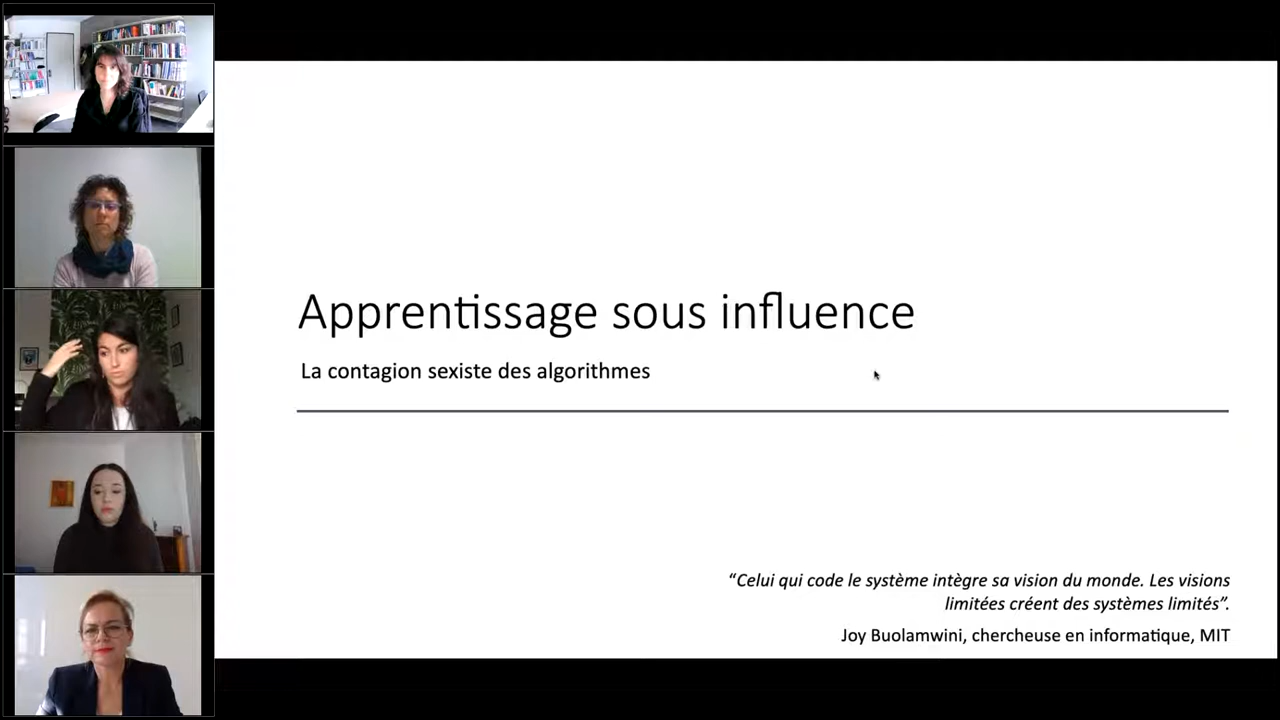 Apprentissage sous influence
La contagion sexiste des algorithmes
“Celui qui code le système intègre sa vision du monde. Les visions
limitées créent des systèmes limités”.
Joy Buolamwini, chercheuse en informatique, MIT